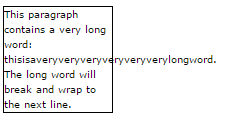 This paragraph
contains a very long
word:
thisisaveryveryveryveryveryverylongword.
The long word will
break and wrap to
the next line.